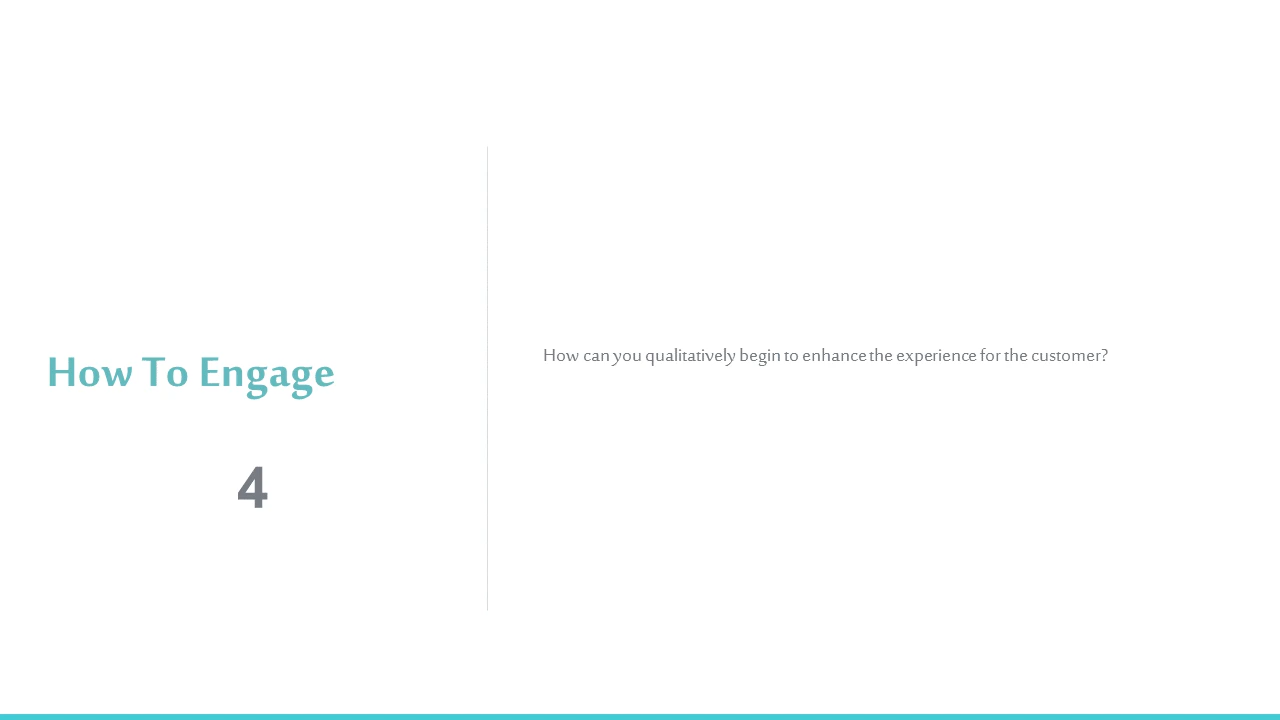 How To Engage
4
How can you qualitatively begin to enhance the experience for the customer?